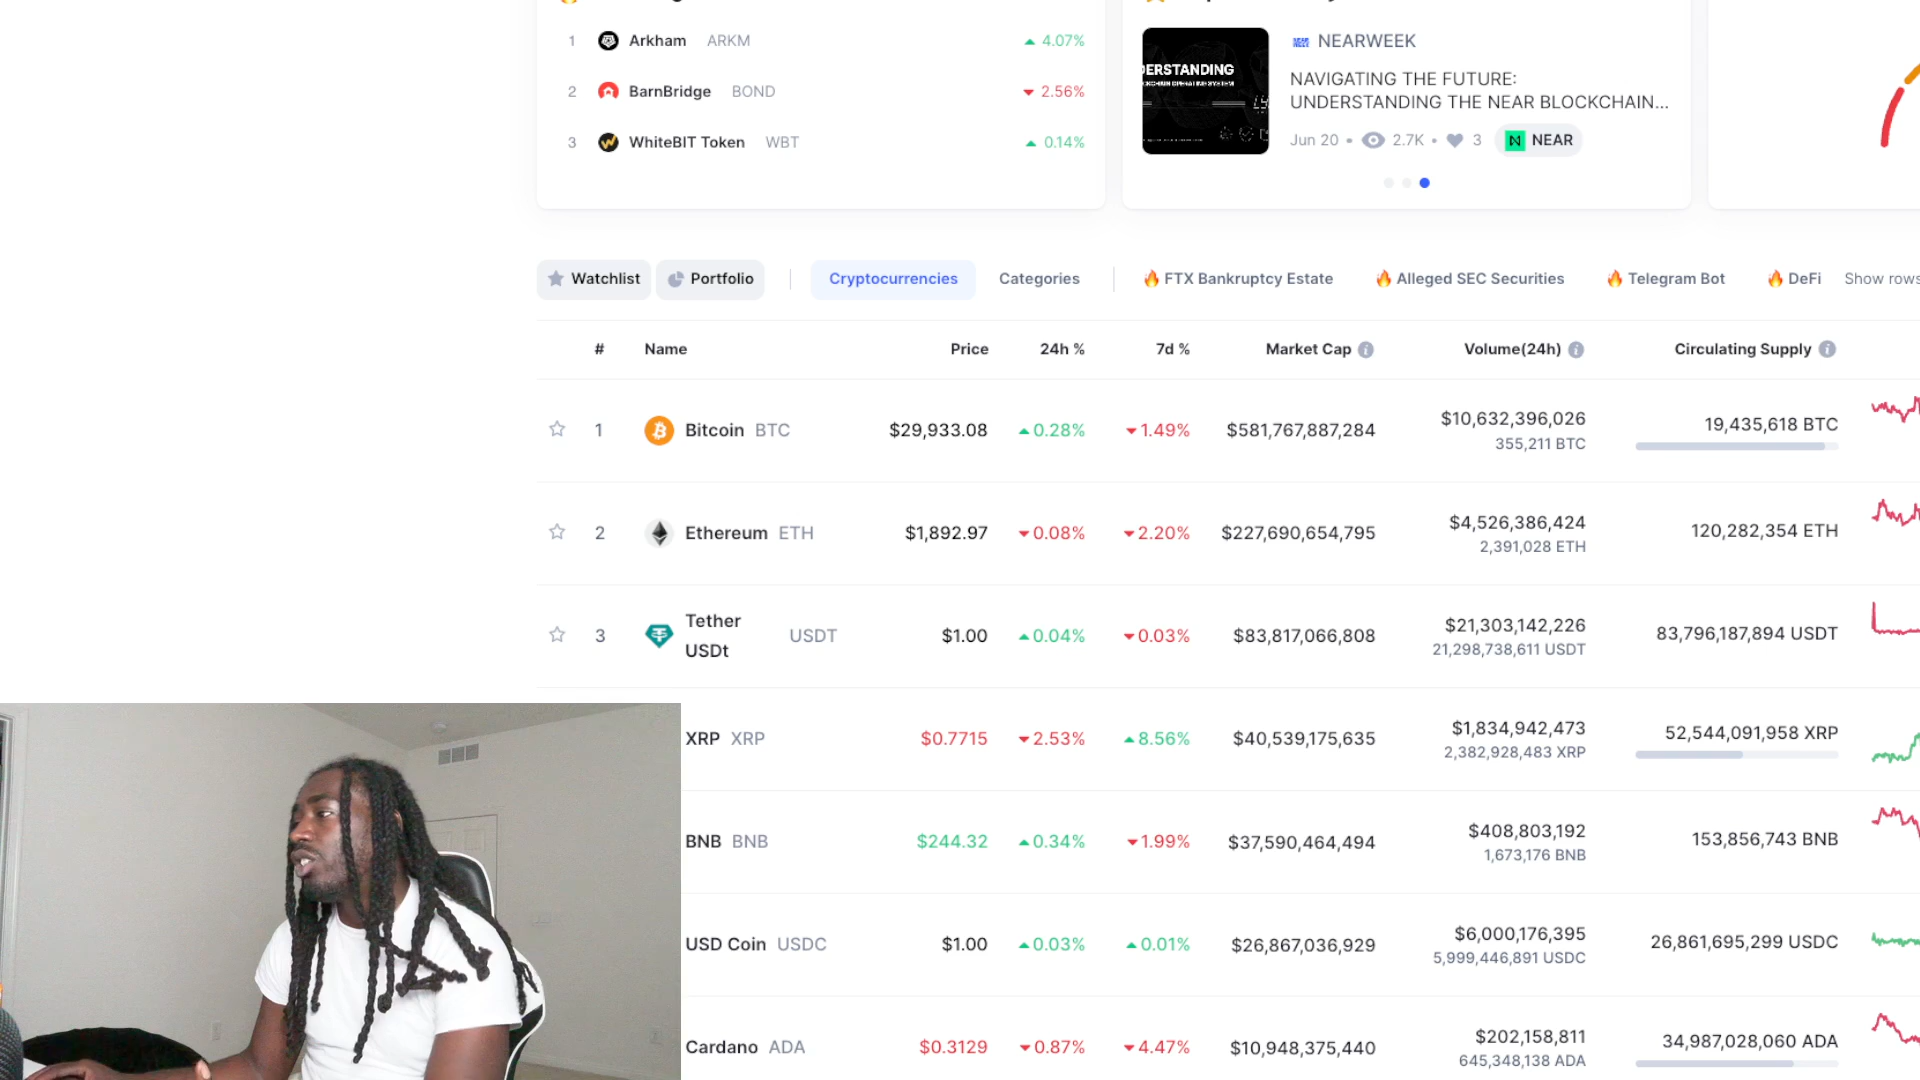 1 Arkham ARKM 4.07%
2 BarnBridge BOND 2.56%
3 WhiteBIT Token WBT 0.14%
DERSTANDING
NEARWEEK
NAVIGATING THE FUTURE:
UNDERSTANDING THE NEAR BLOCKCHAIN...
Jun 20 • 2.7K • 3 NEAR
Watchlist Portfolio Cryptocurrencies Categories FTX Bankruptcy Estate Alleged SEC Securities Telegram Bot DeFi Show rows
# Name Price 24h % 7d % Market Cap Volume(24h) Circulating Supply
1 Bitcoin BTC $29,933.08 0.28% 1.49% $581,767,887,284 $10,632,396,026 19,435,618 BTC
355,211 BTC
2 Ethereum ETH $1,892.97 0.08% 2.20% $227,690,654,795 $4,526,386,424 120,282,354 ETH
2,391,028 ETH
3 Tether USDt USDT $1.00 0.04% 0.03% $83,817,066,808 $21,303,142,226 83,796,187,894 USDT
21,298,738,611 USDT
XRP XRP $0.7715 2.53% 8.56% $40,539,175,635 $1,834,942,473 52,544,091,958 XRP
2,382,928,483 XRP
BNB BNB $244.32 0.34% 1.99% $37,590,464,494 $408,803,192 153,856,743 BNB
1,673,176 BNB
USD Coin USDC $1.00 0.03% 0.01% $26,867,036,929 $6,000,176,395 26,861,695,299 USDC
5,999,446,891 USDC
Cardano ADA $0.3129 0.87% 4.47% $10,948,375,440 $202,158,811 34,987,028,060 ADA
645,348,138 ADA